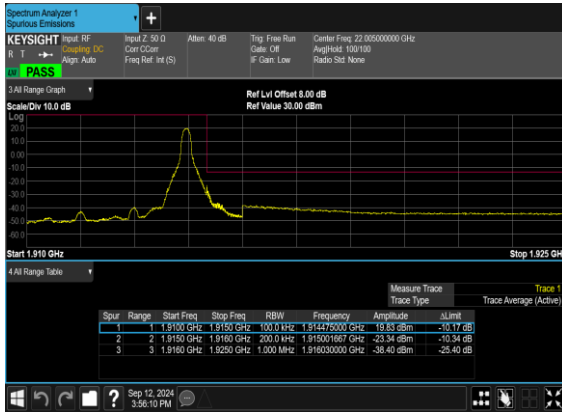 Spectrum Analyzer 1
Spurious Emissions
KEYSIGHT Input: RF Input Z: 50 Ω Atten: 40 dB Trig: Free Run Center Freq: 22.005000000 GHz
R T Coupling: DC Corr CCorr Gate: Off Avg|Hold: 100/100
Align: Auto Freq Ref: Int (S) IF Gain: Low Radio Std: None
LXI PASS
3 All Range Graph
Ref Lvl Offset 8.00 dB
Scale/Div 10.0 dB Ref Value 30.00 dBm
Log
20.0
10.0
0.00
-10.0
-20.0
-30.0
-40.0
-50.0
-60.0
Start 1.910 GHz Stop 1.925 GH
4 All Range Table
Measure Trace Trace 1
Trace Type Trace Average (Active)
Spur Range Start Freq Stop Freq RBW Frequency Amplitude ΔLimit
1 1 1.9100 GHz 1.9150 GHz 100.0 kHz 1.914475000 GHz 19.83 dBm -10.17 dB
2 2 1.9150 GHz 1.9160 GHz 200.0 kHz 1.915001667 GHz -23.34 dBm -10.34 dB
3 3 1.9160 GHz 1.9250 GHz 1.000 MHz 1.916030000 GHz -38.40 dBm -25.40 dB
? Sep 12, 2024
3:56:10 PM